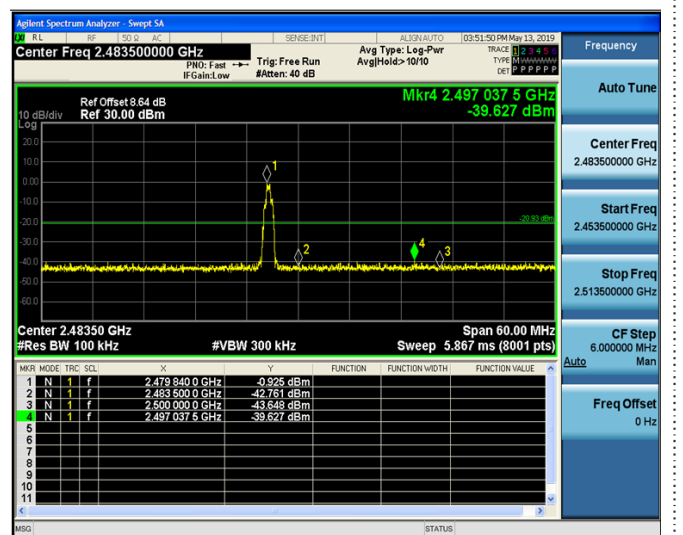 Agilent Spectrum Analyzer - Swept SA
LXI RL RF 50 Ω AC SENSE:INT ALIGN AUTO 03:51:50 PM May 13, 2019
Center Freq 2.483500000 GHz
PNO: Fast
IFGain:Low
Trig: Free Run
#Atten: 40 dB
Avg Type: Log-Pwr
Avg|Hold:> 10/10
TRACE 1 2 3 4 5 6
TYPE M W W W W W
DET P P P P P P
Mkr4 2.497 037 5 GHz
-39.627 dBm
Ref Offset 8.64 dB
10 dB/div Ref 30.00 dBm
Log
20.0
10.0
0.00
-10.0
-20.0
-30.0
-40.0
-50.0
-60.0
1
2
4
3
-20.93 dBm
Center 2.48350 GHz Span 60.00 MHz
#Res BW 100 kHz #VBW 300 kHz Sweep 5.867 ms (8001 pts)
MKR MODE TRC SCL X Y FUNCTION FUNCTION WIDTH FUNCTION VALUE
1 N 1 f 2.479 840 0 GHz -0.925 dBm
2 N 1 f 2.483 500 0 GHz -42.761 dBm
3 N 1 f 2.500 000 0 GHz -43.648 dBm
4 N 1 f 2.497 037 5 GHz -39.627 dBm
5
6
7
8
9
10
11
MSG STATUS
Frequency
Auto Tune
Center Freq
2.483500000 GHz
Start Freq
2.453500000 GHz
Stop Freq
2.513500000 GHz
CF Step
6.000000 MHz
Auto Man
Freq Offset
0 Hz